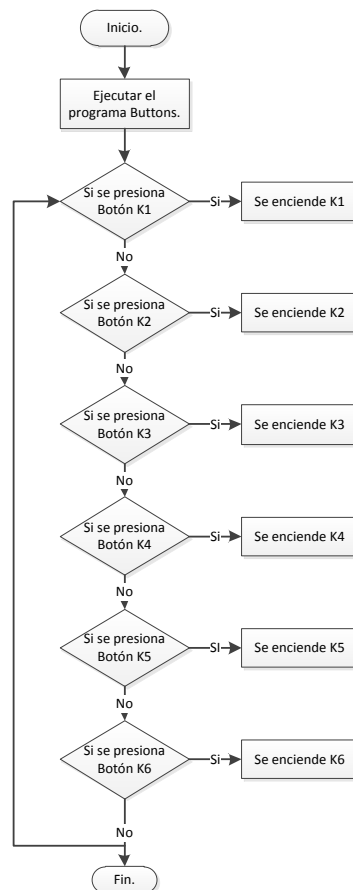 Inicio.
Ejecutar el
programa Buttons.
Si se presiona
Botón K1
Si
Se enciende K1
No
Si se presiona
Botón K2
Si
Se enciende K2
No
Si se presiona
Botón K3
Si
Se enciende K3
No
Si se presiona
Botón K4
Si
Se enciende K4
No
Si se presiona
Botón K5
SI
Se enciende K5
No
Si se presiona
Botón K6
Si
Se enciende K6
No
Fin.